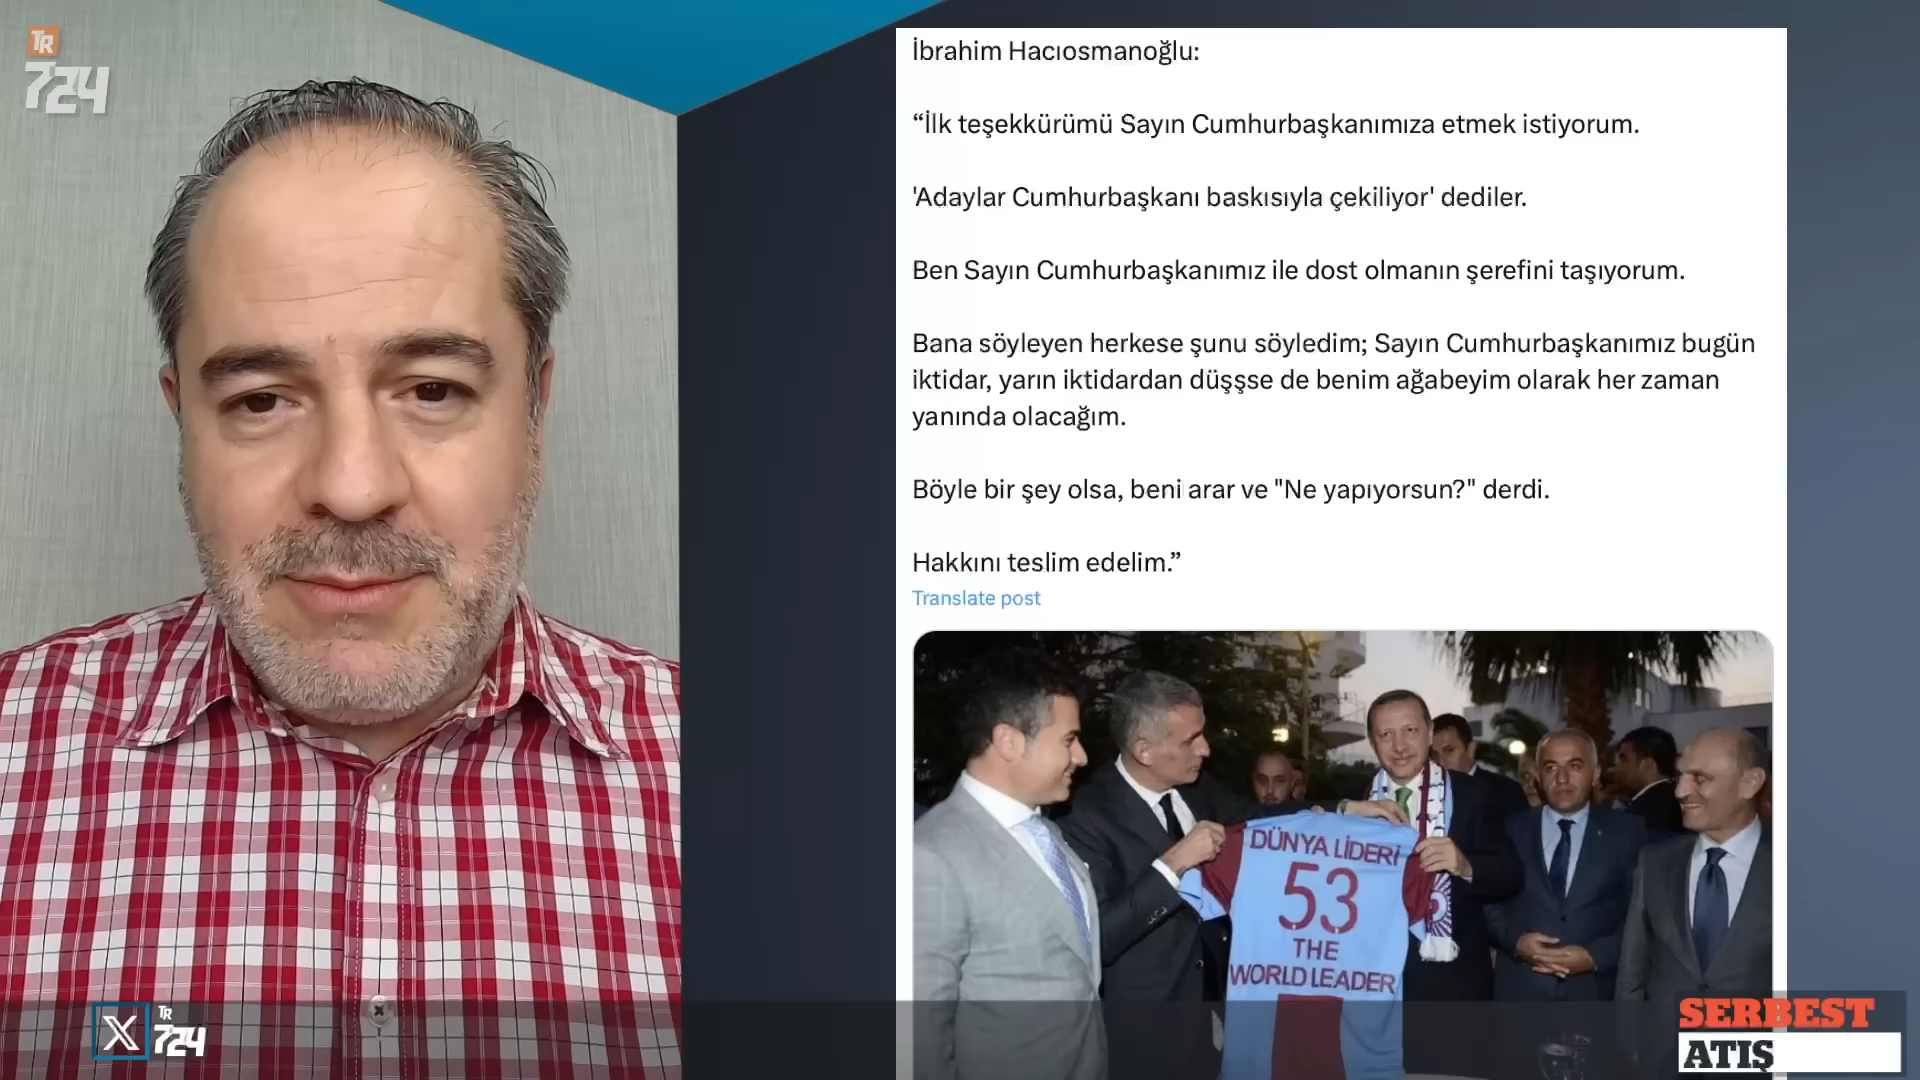 TR
724
İbrahim Hacıosmanoğlu:
“İlk teşekkürümü Sayın Cumhurbaşkanımıza etmek istiyorum.
'Adaylar Cumhurbaşkanı baskısıyla çekiliyor' dediler.
Ben Sayın Cumhurbaşkanımız ile dost olmanın şerefini taşıyorum.
Bana söyleyen herkese şunu söyledim; Sayın Cumhurbaşkanımız bugün
iktidar, yarın iktidardan düşşse de benim ağabeyim olarak her zaman
yanında olacağım.
Böyle bir şey olsa, beni arar ve "Ne yapıyorsun?" derdi.
Hakkını teslim edelim.”
Translate post
DÜNYA LİDERİ
53
THE
WORLD LEADER
X TR
724
SERBEST
ATIŞ